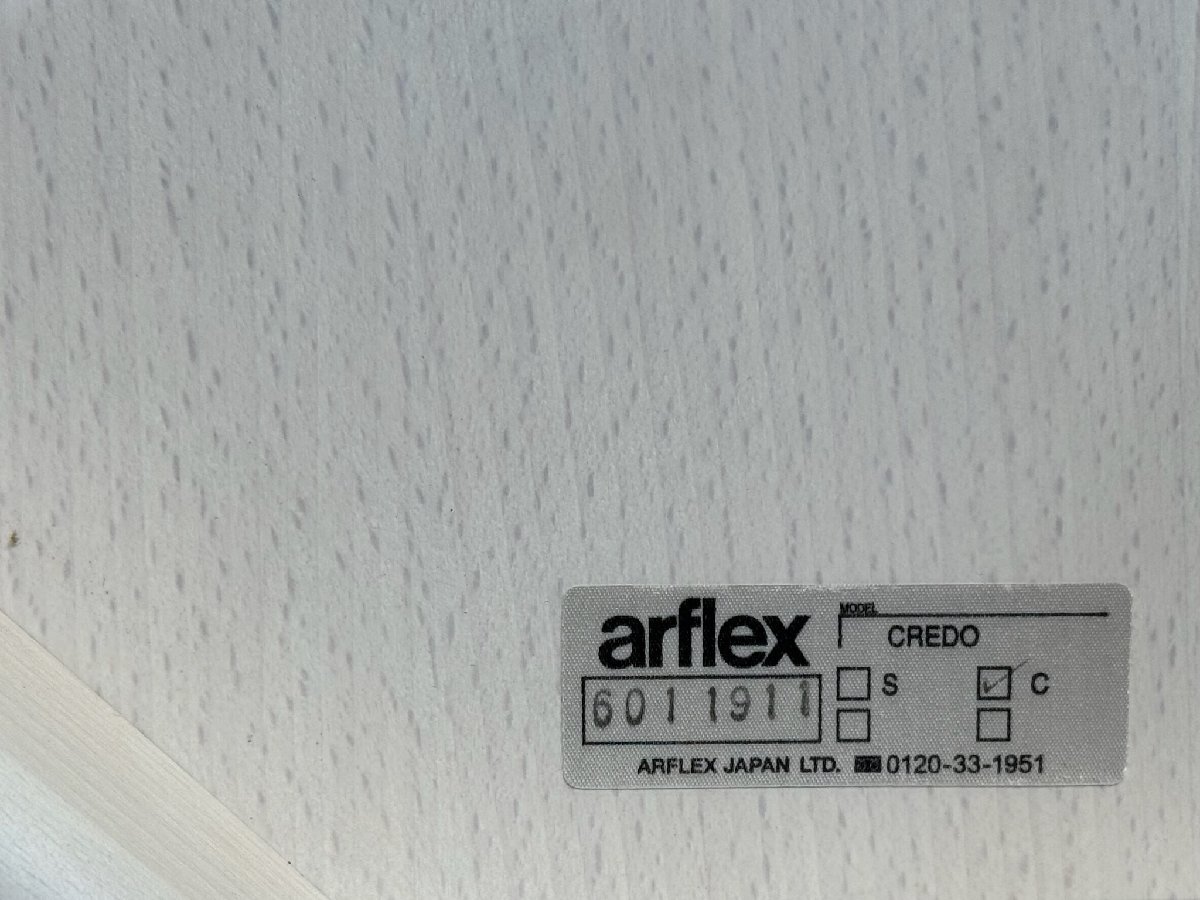 arflex
MODEL
CREDO
6011911
S
C
ARFLEX JAPAN LTD. 0120-33-1951